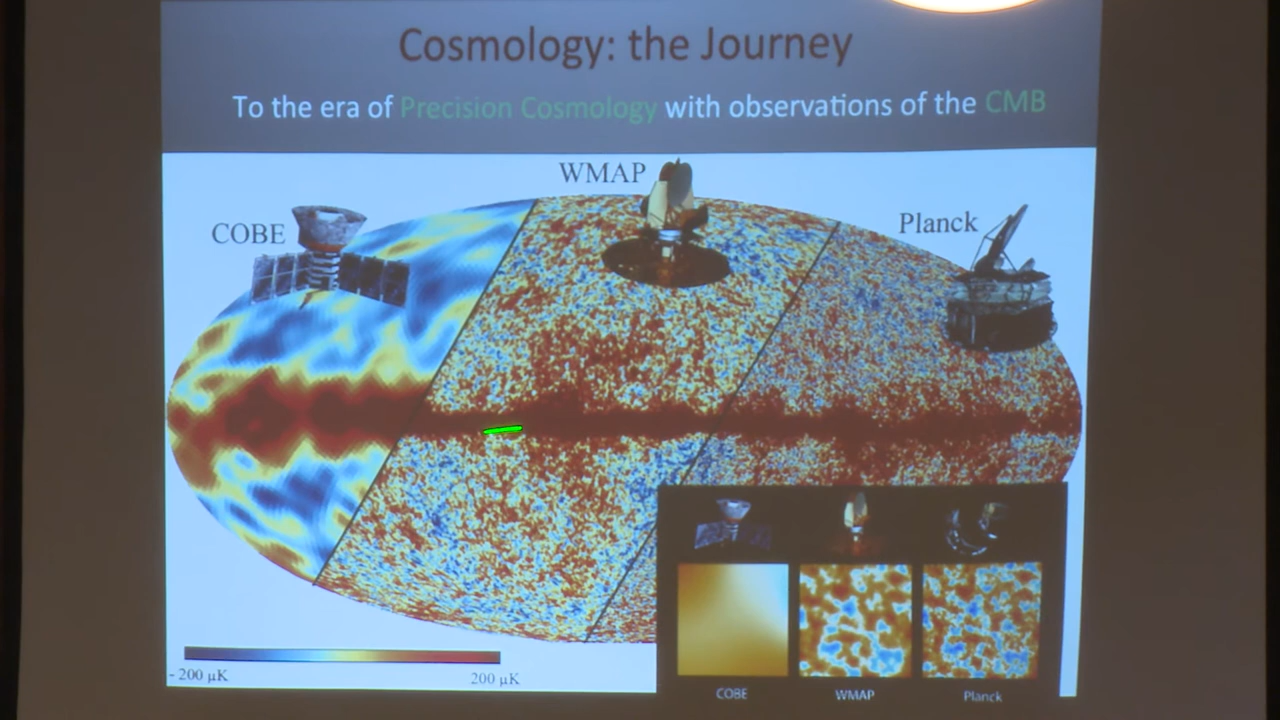 Cosmology: the Journey
To the era of Precision Cosmology with observations of the CMB
WMAP
COBE
Planck
- 200 µK
200 µK
COBE
WMAP
Planck